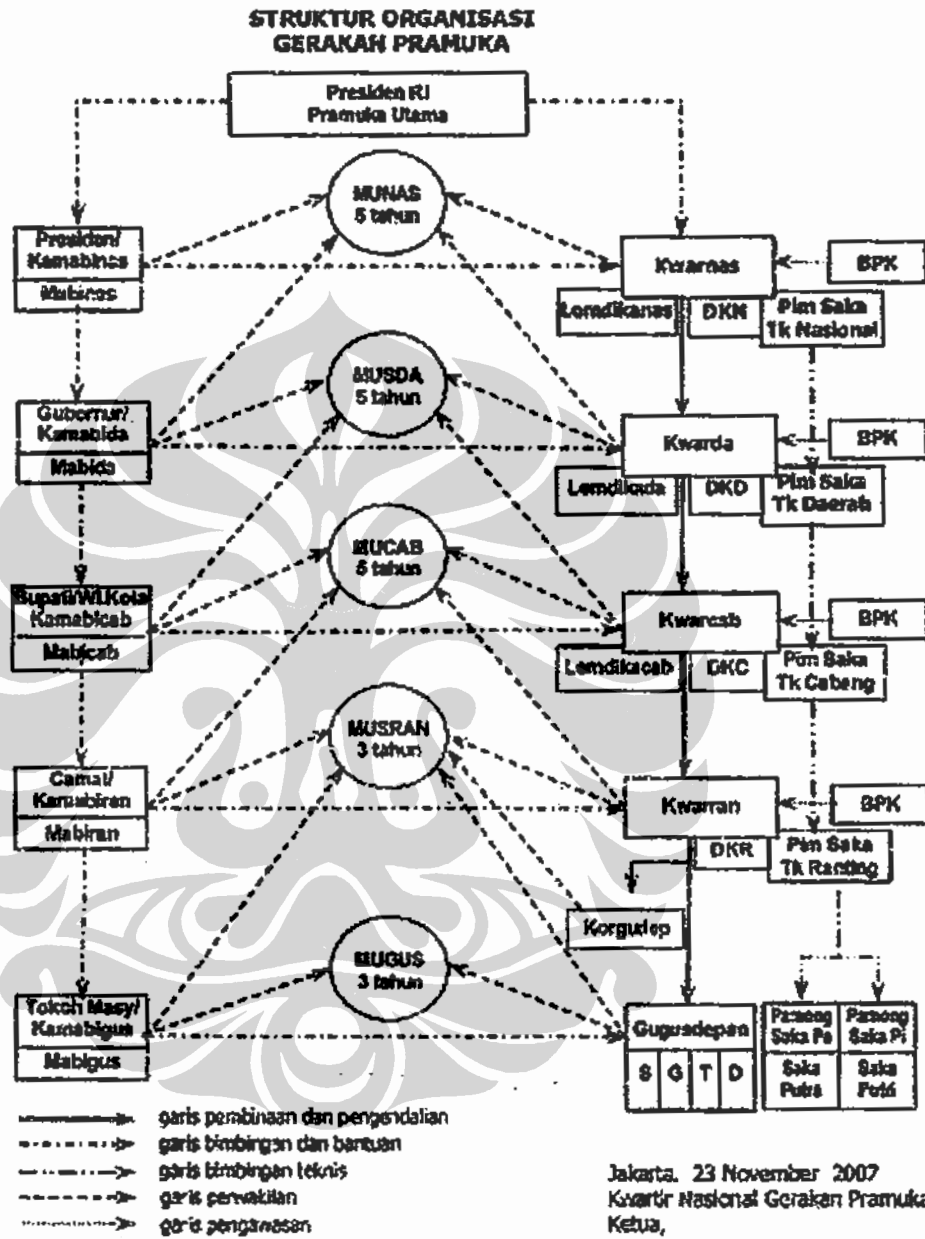 STRUKTUR ORGANISASI
GERAKAH PRAMUKA
Presiden RI
Pramuka Utama
MUNAS
5 tahun
Presiden/
Kamabinas
Mabinas
Kwarnas
BPK
Lemdikanas
DKN
Pim Saka
Tk Nasional
MUSDA
5 tahun
Gubernur/
Kamabida
Mabida
Kwarda
BPK
Lemdikada
DKD
Pim Saka
Tk Daerah
MUCAB
5 tahun
Bupati/Wl.Kota/
Kamabicab
Mabicab
Kwarcab
BPK
Lemdikacab
DKC
Pim Saka
Tk Cabang
MUSRAN
3 tahun
Camat/
Kamabiran
Mabiran
Kwarran
BPK
DKR
Pim Saka
Tk Ranting
Korgudep
MUGUS
3 tahun
Tokoh Masy/
Kamabigus
Mabigus
Gugusdepan
S G T D
Pamong
Saka Pa
Pamong
Saka Pi
Saka
Putra
Saka
Putri
garis pembinaan dan pengendalian
garis bimbingan dan bantuan
garis bimbingan teknis
garis perwakilan
garis pengawasan
Jakarta, 23 November 2007
Kwartir Nasional Gerakan Pramuka
Ketua,